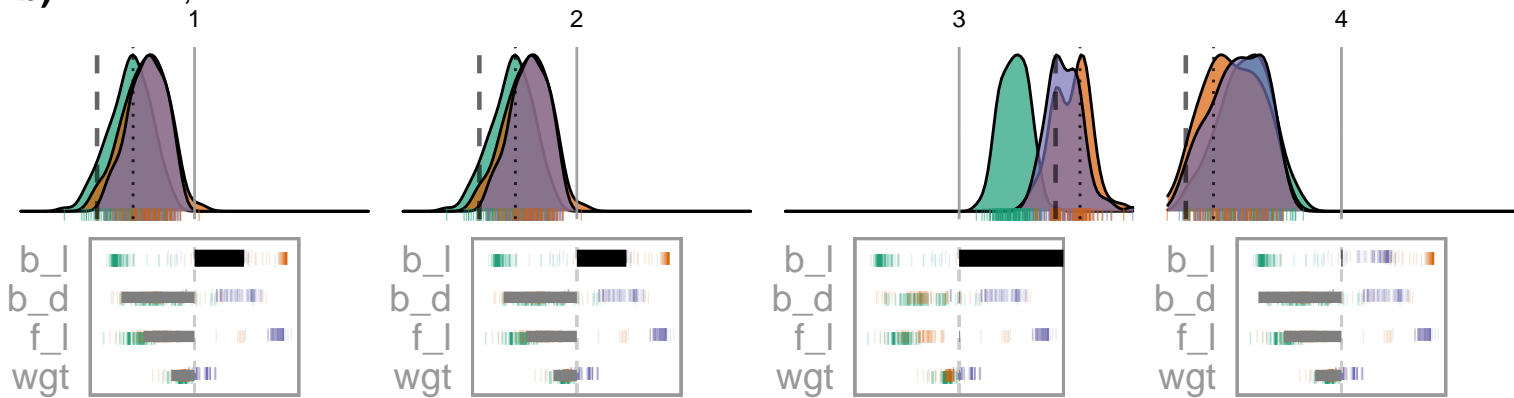 1 2 3 4
b_l b_l b_l b_l
b_d b_d b_d b_d
f_l f_l f_l f_l
wgt wgt wgt wgt